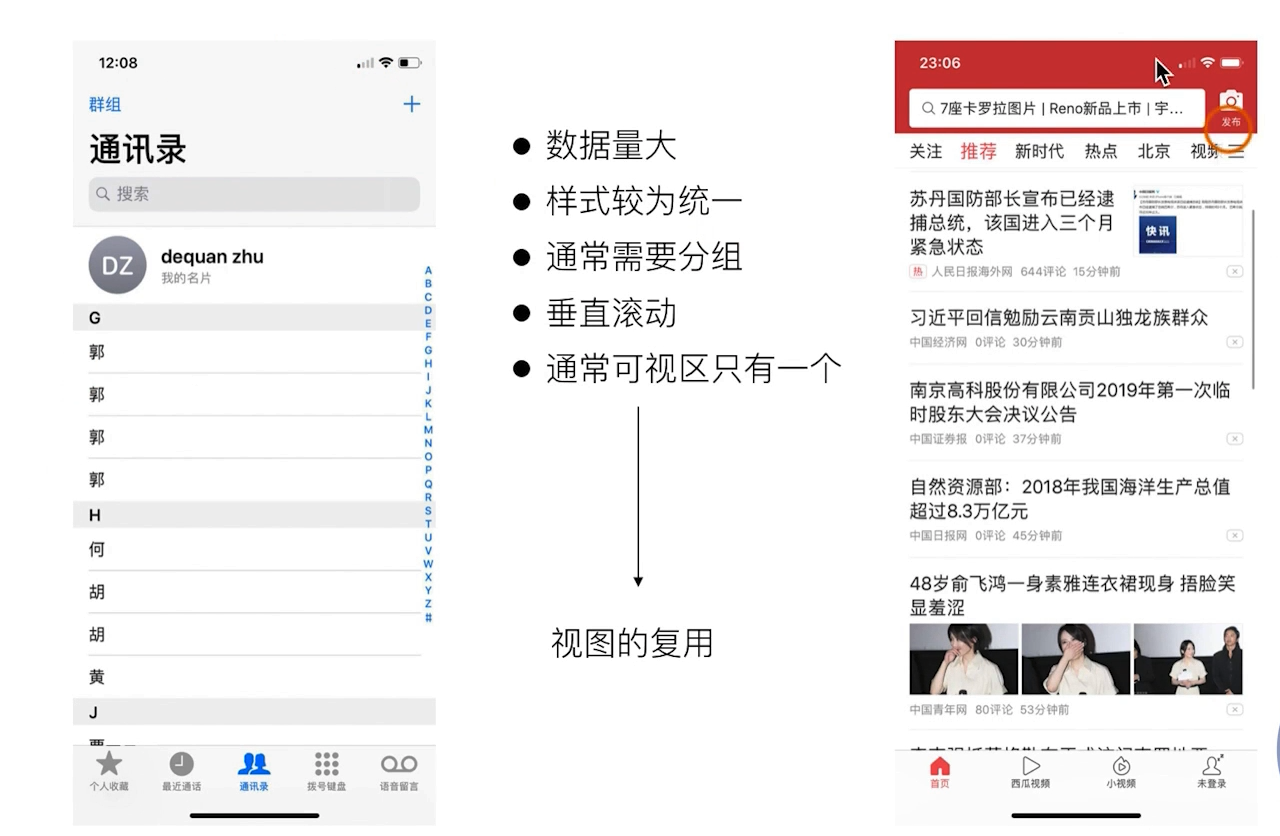 12:08
群组
+
通讯录
搜索
DZ
dequan zhu
我的名片
G
郭
郭
郭
郭
H
何
胡
胡
黄
J
A
B
C
D
E
F
G
H
I
J
K
L
M
N
O
P
Q
R
S
T
U
V
W
X
Y
Z
#
个人收藏
最近通话
通讯录
拨号键盘
语音留言
● 数据量大
● 样式较为统一
● 通常需要分组
● 垂直滚动
● 通常可视区只有一个
视图的复用
23:06
7座卡罗拉图片 | Reno新品上市 | 宇...
发布
关注 推荐 新时代 热点 北京 视频
苏丹国防部长宣布已经逮
捕总统，该国进入三个月
紧急状态
快讯
热 人民日报海外网 644评论 15分钟前
习近平回信勉励云南贡山独龙族群众
中国经济网 0评论 30分钟前
南京高科股份有限公司2019年第一次临
时股东大会决议公告
中国证券报 0评论 37分钟前
自然资源部：2018年我国海洋生产总值
超过8.3万亿元
中国日报网 0评论 45分钟前
48岁俞飞鸿一身素雅连衣裙现身 捂脸笑
显羞涩
中国青年网 80评论 53分钟前
首页
西瓜视频
小视频
未登录